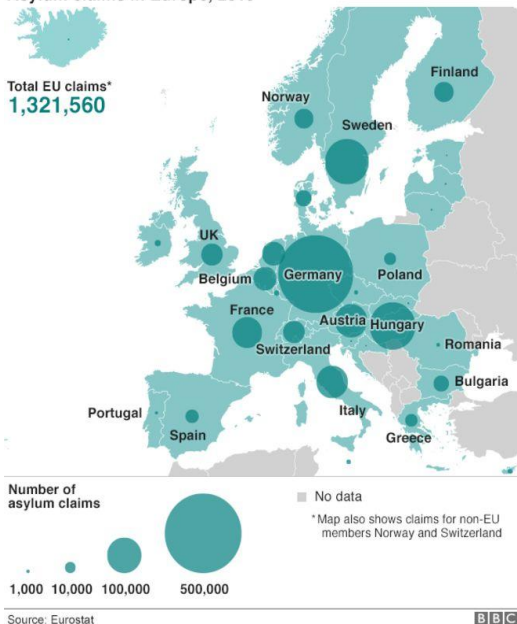 Total EU claims*
1,321,560
Finland
Norway
Sweden
UK
Belgium
Germany
Poland
France
Austria
Hungary
Switzerland
Romania
Bulgaria
Portugal
Spain
Italy
Greece
Number of
asylum claims
1,000 10,000 100,000 500,000
No data
*Map also shows claims for non-EU
members Norway and Switzerland
Source: Eurostat
BBC